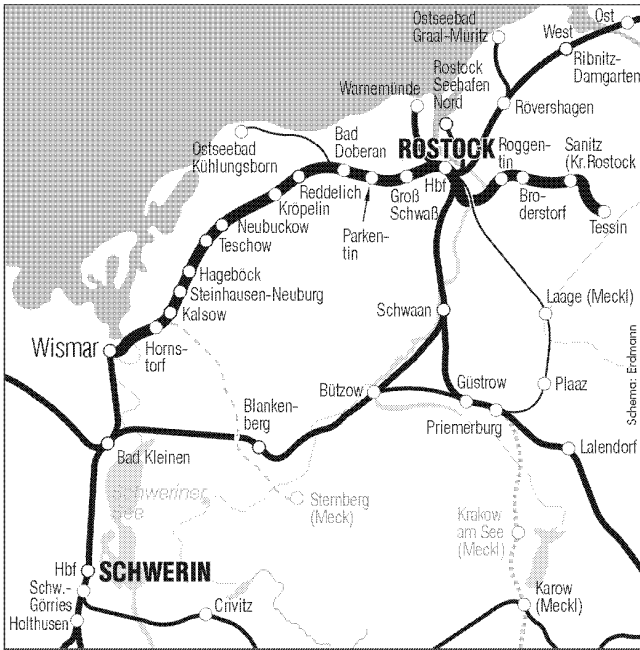 Ostseebad
Graal-Müritz
West
Ost
Ribnitz-
Damgarten
Rostock
Seehafen
Nord
Warnemünde
Rövershagen
Ostseebad
Kühlungsborn
Bad
Doberan
ROSTOCK
Hbf
Roggen-
tin
Sanitz
(Kr.Rostock
Bro-
derstorf
Tessin
Groß
Schwaß
Parken-
tin
Reddelich
Kröpelin
Neubuckow
Teschow
Hageböck
Steinhausen-Neuburg
Kalsow
Horns-
torf
Wismar
Schwaan
Laage (Meckl)
Plaaz
Güstrow
Priemerburg
Lalendorf
Bützow
Blanken-
berg
Bad Kleinen
Schweriner
See
Sternberg
(Meck)
Krakow
am See
(Meckl)
Karow
(Meckl)
Hbf
SCHWERIN
Schw.-
Görries
Holthusen
Crivitz
Schema: Erdmann